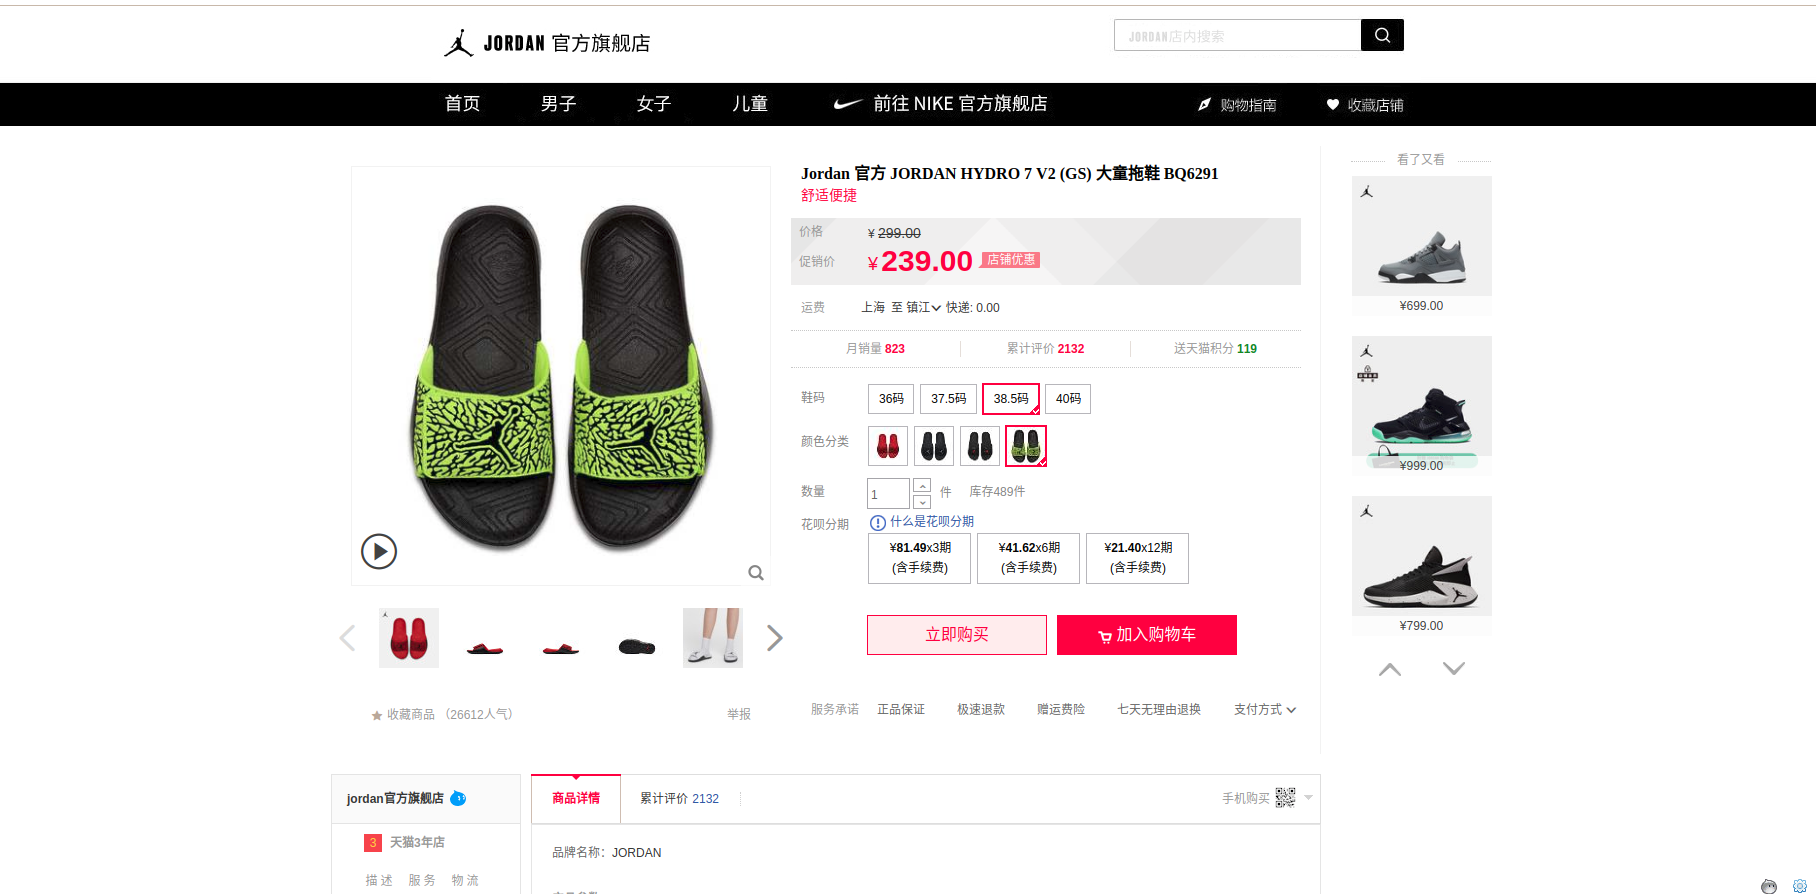 JORDAN 官方旗舰店
JORDAN店内搜索
首页 男子 女子 儿童 前往 NIKE 官方旗舰店 购物指南 收藏店铺
Jordan 官方 JORDAN HYDRO 7 V2 (GS) 大童拖鞋 BQ6291
舒适便捷
价格 ¥ 299.00
促销价 ¥ 239.00 店铺优惠
运费 上海 至 镇江 快递: 0.00
月销量 823 累计评价 2132 送天猫积分 119
鞋码 36码 37.5码 38.5码 40码
颜色分类
数量 1 件 库存489件
花呗分期 什么是花呗分期
¥81.49x3期 ¥41.62x6期 ¥21.40x12期
(含手续费) (含手续费) (含手续费)
立即购买 加入购物车
收藏商品 （26612人气） 举报
服务承诺 正品保证 极速退款 赠运费险 七天无理由退换 支付方式
看了又看
¥699.00
¥999.00
¥799.00
jordan官方旗舰店
3 天猫3年店
描 述 服 务 物 流
商品详情 累计评价 2132 手机购买
品牌名称：JORDAN